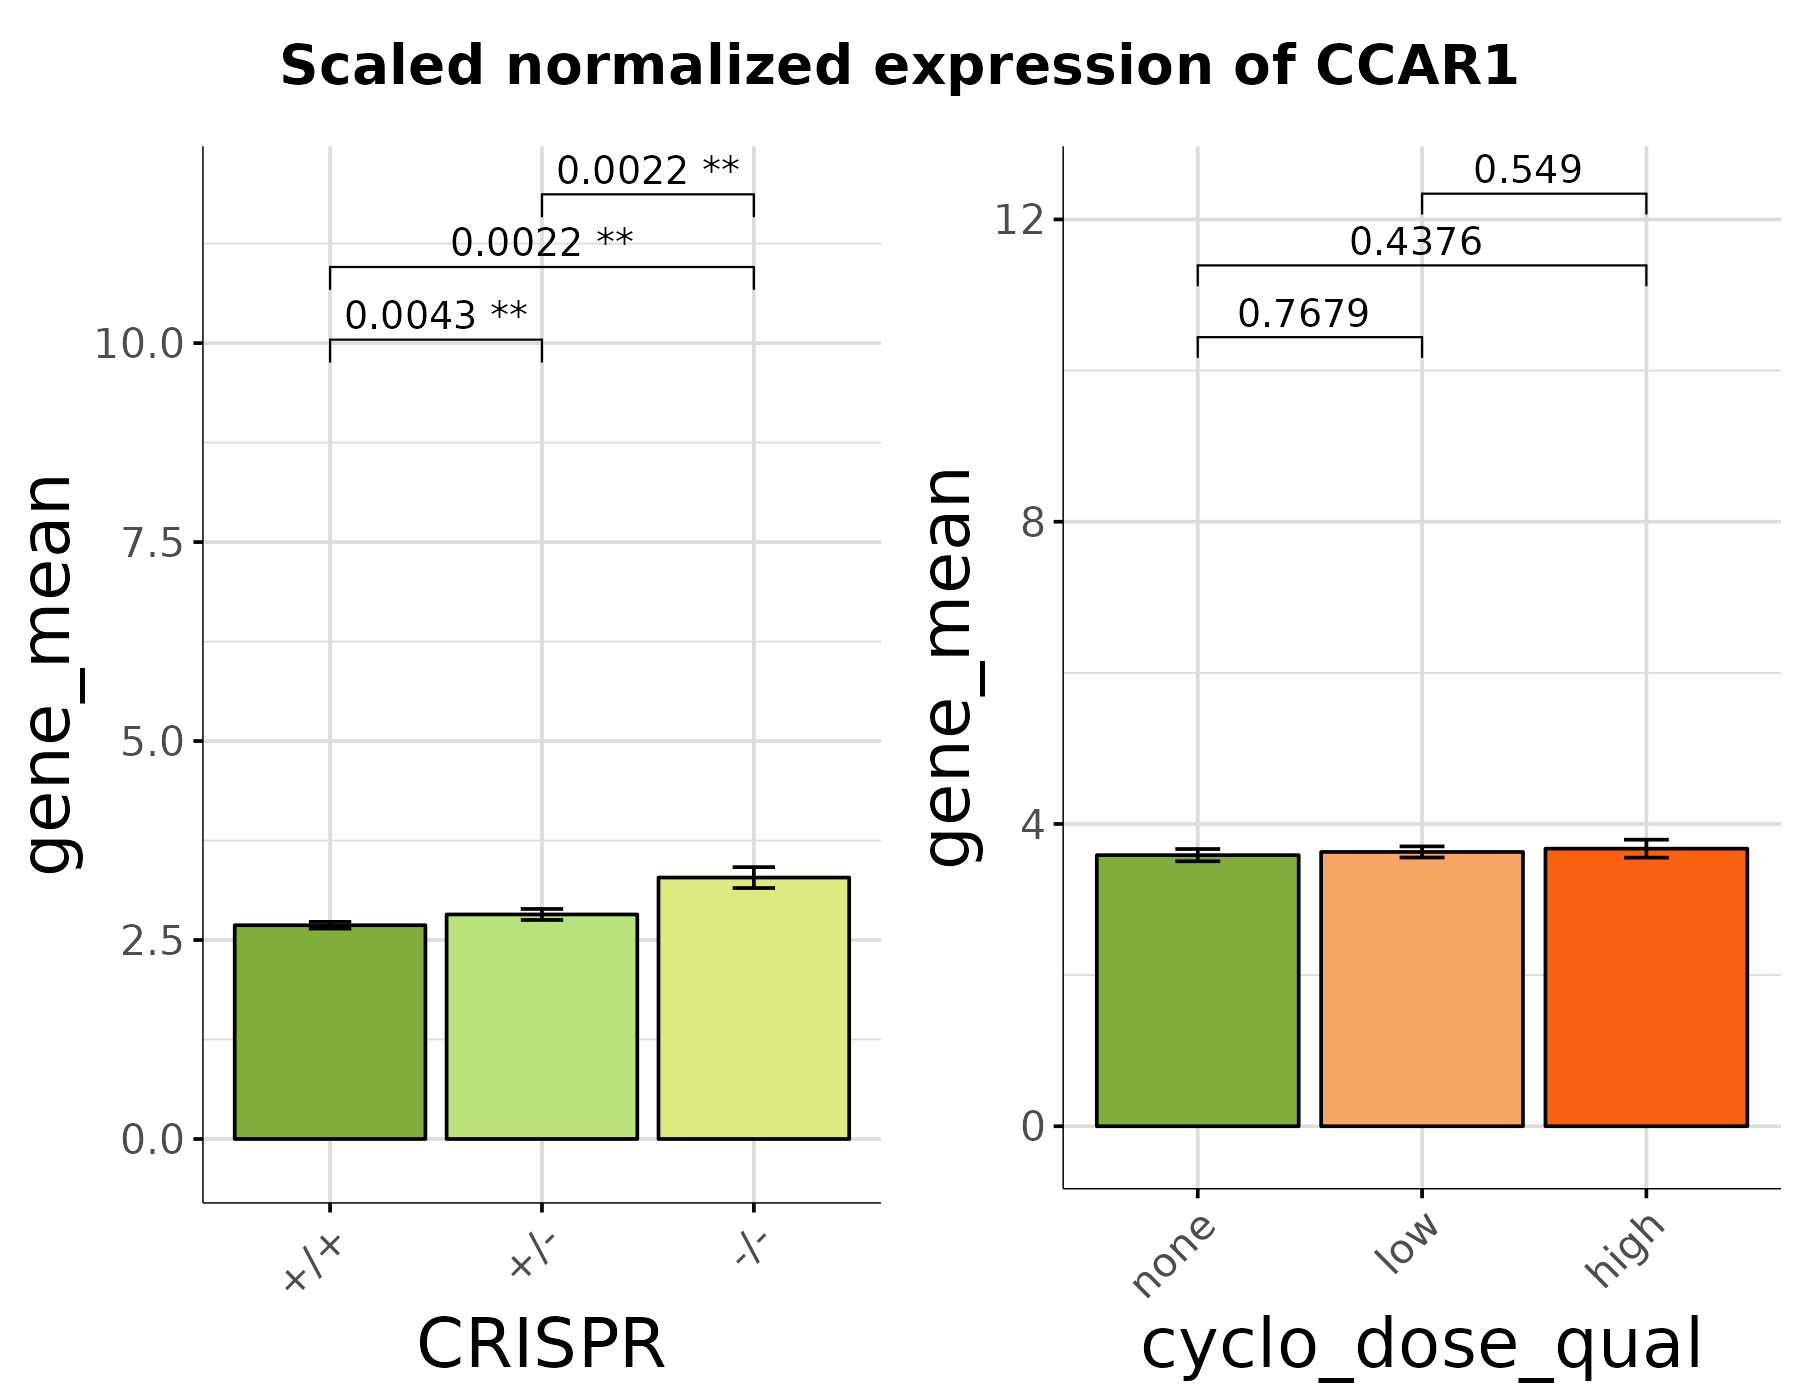 Scaled normalized expression of CCAR1
0.0022 **
0.0022 **
0.0043 **
10.0
7.5
5.0
2.5
0.0
gene_mean
+/+
+/-
-/-
CRISPR
0.549
0.4376
0.7679
12
8
4
0
gene_mean
none
low
high
cyclo_dose_qual